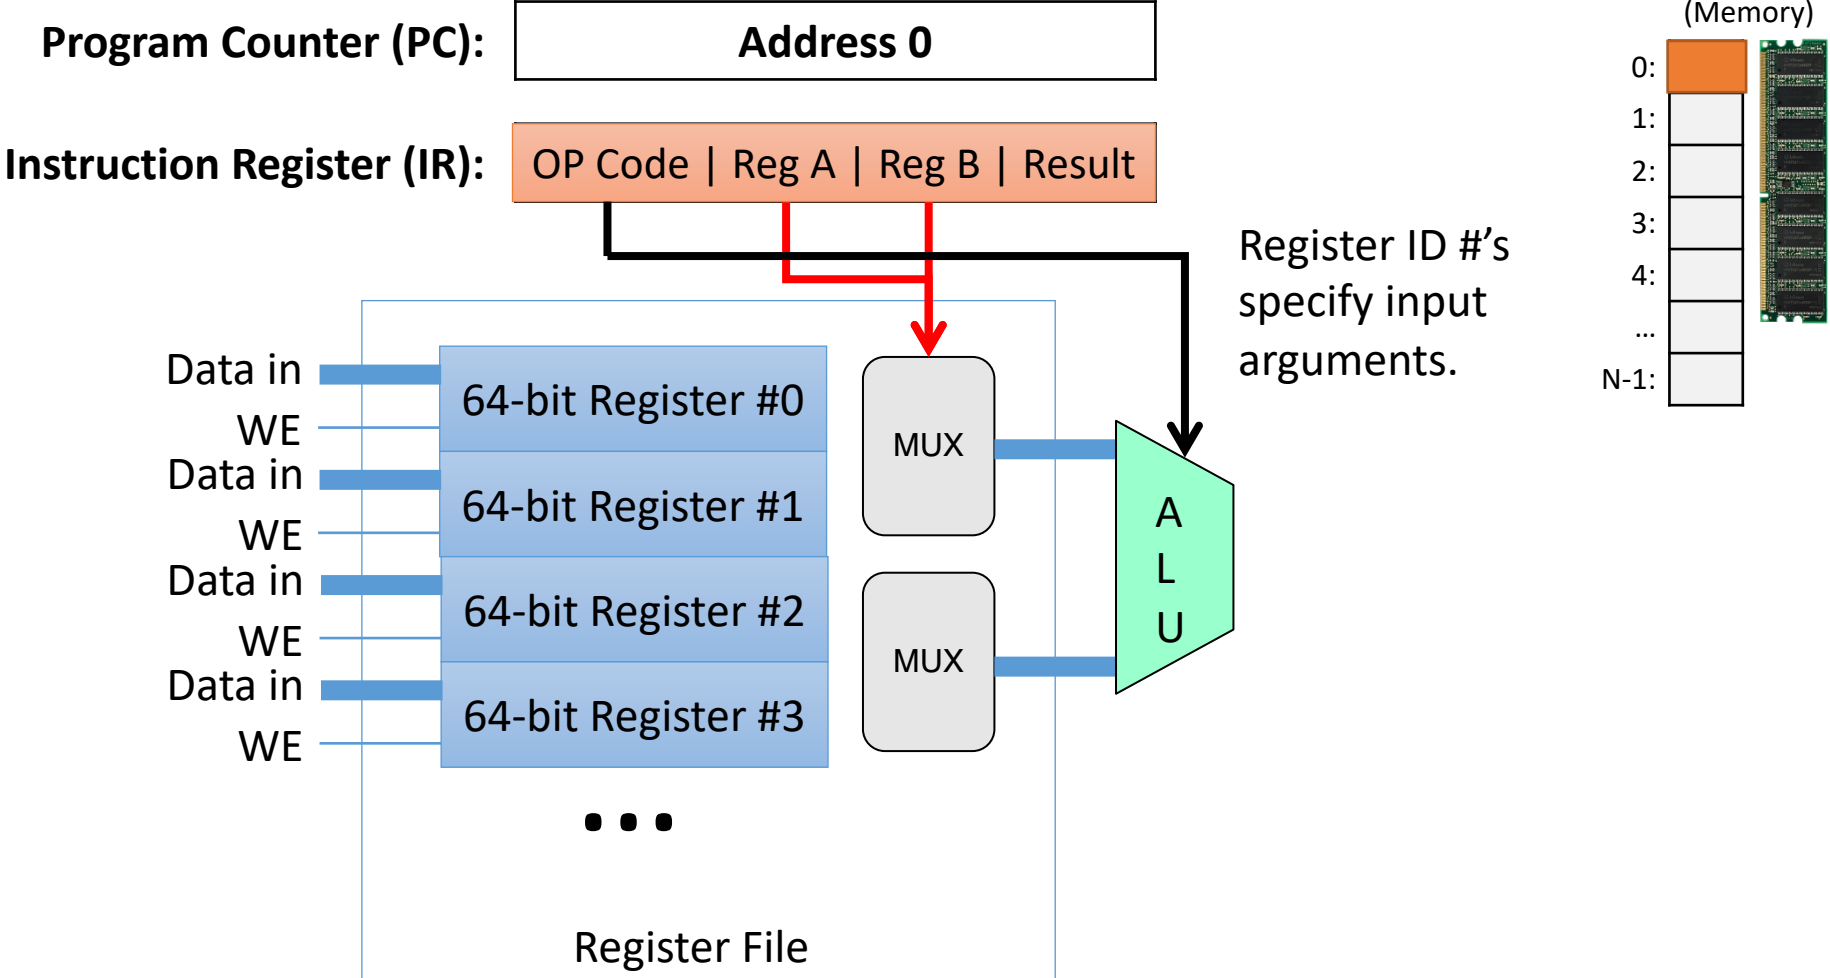 (Memory)
Program Counter (PC):
Address 0
Instruction Register (IR):
OP Code | Reg A | Reg B | Result
0:
1:
2:
3:
4:
...
N-1:
Register ID #’s
specify input
arguments.
Data in
WE
Data in
WE
Data in
WE
Data in
WE
64-bit Register #0
64-bit Register #1
64-bit Register #2
64-bit Register #3
...
MUX
MUX
A
L
U
Register File